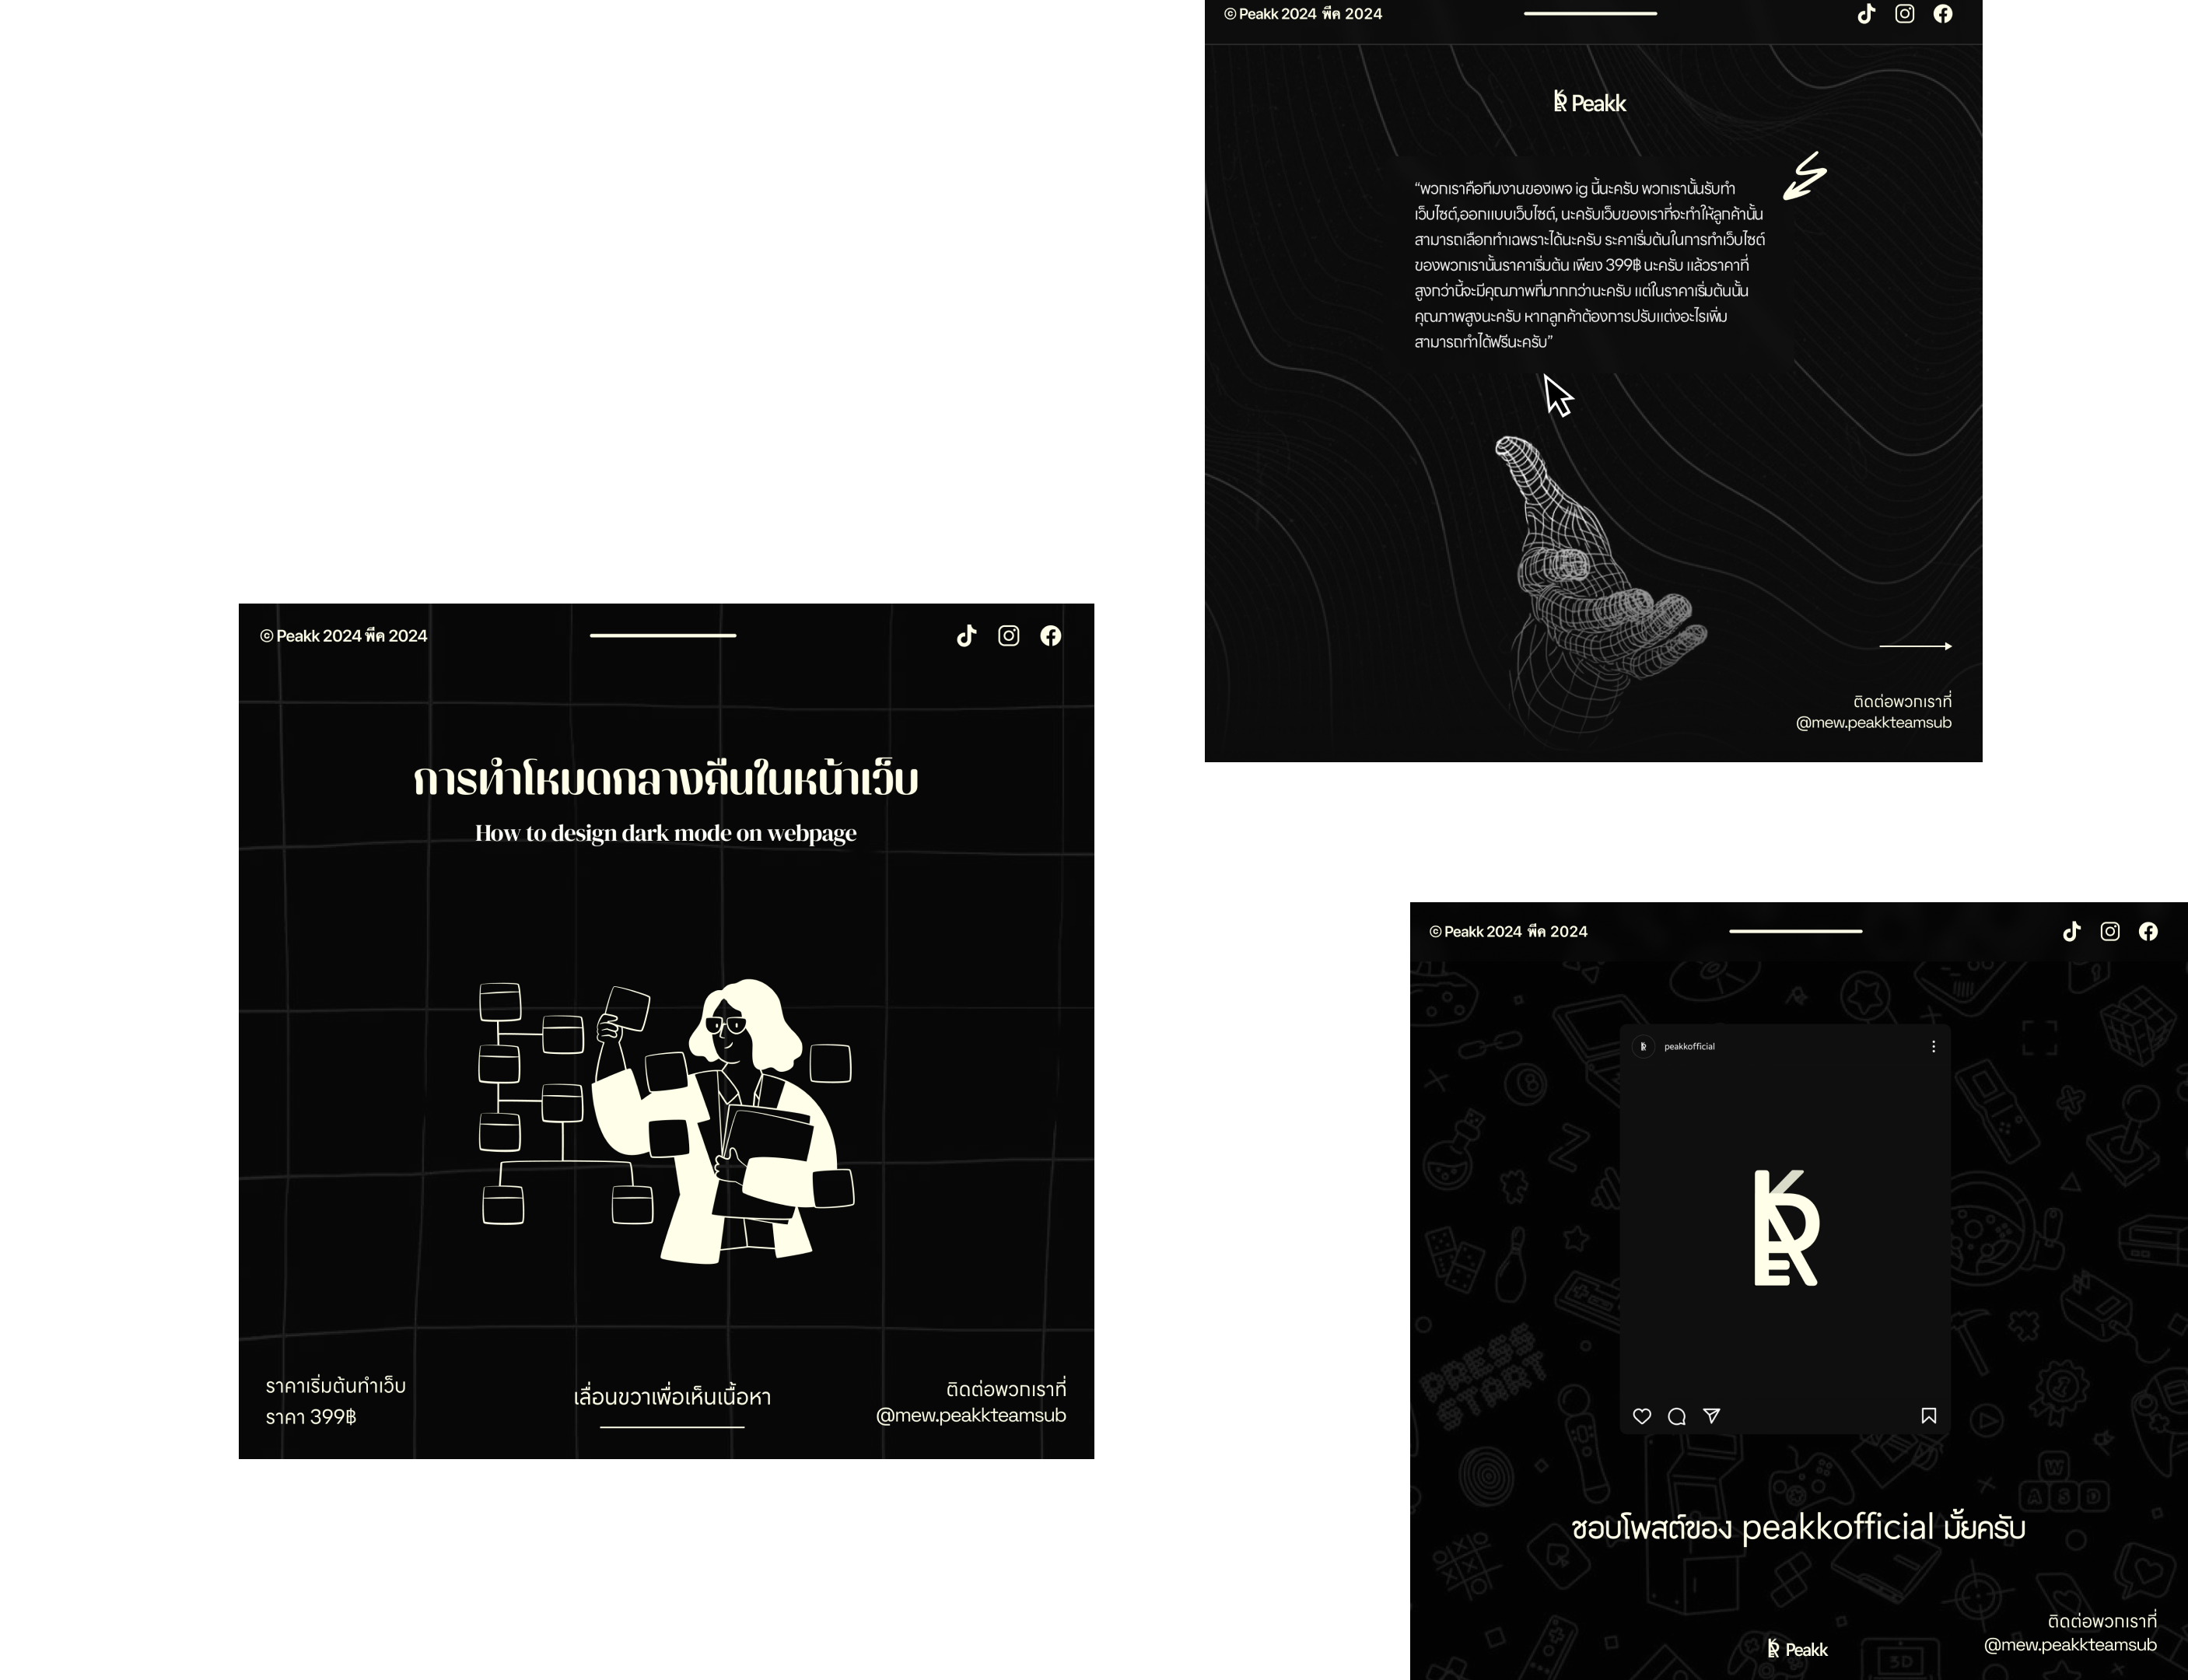 © Peakk 2024 พีค 2024
Peakk
“พวกเราคือทีมงานของเพจ ig นี้นะครับ พวกเรานั้นรับทำ
เว็บไซต์,ออกแบบเว็บไซต์, นะครับเว็บของเราที่จะทำให้ลูกค้านั้น
สามารถเลือกทำเฉพราะได้นะครับ ระคาเริ่มต้นในการทำเว็บไซต์
ของพวกเรานั้นราคาเริ่มต้น เพียง 399฿ นะครับ แล้วราคาที่
สูงกว่านี้จะมีคุณภาพที่มากกว่านะครับ แต่ในราคาเริ่มต้นนั้น
คุณภาพสูงนะครับ หากลูกค้าต้องการปรับแต่งอะไรเพิ่ม
สามารถทำได้ฟรีนะครับ”
ติดต่อพวกเราที่
@mew.peakkteamsub
© Peakk 2024 พีค 2024
การทำโหมดกลางคืนในหน้าเว็บ
How to design dark mode on webpage
ราคาเริ่มต้นทำเว็บ
ราคา 399฿
เลื่อนขวาเพื่อเห็นเนื้อหา
ติดต่อพวกเราที่
@mew.peakkteamsub
© Peakk 2024 พีค 2024
peakkofficial
PRESS
START
W
A S D
ชอบโพสต์ของ peakkofficial มั้ยครับ
3D
Peakk
ติดต่อพวกเราที่
@mew.peakkteamsub